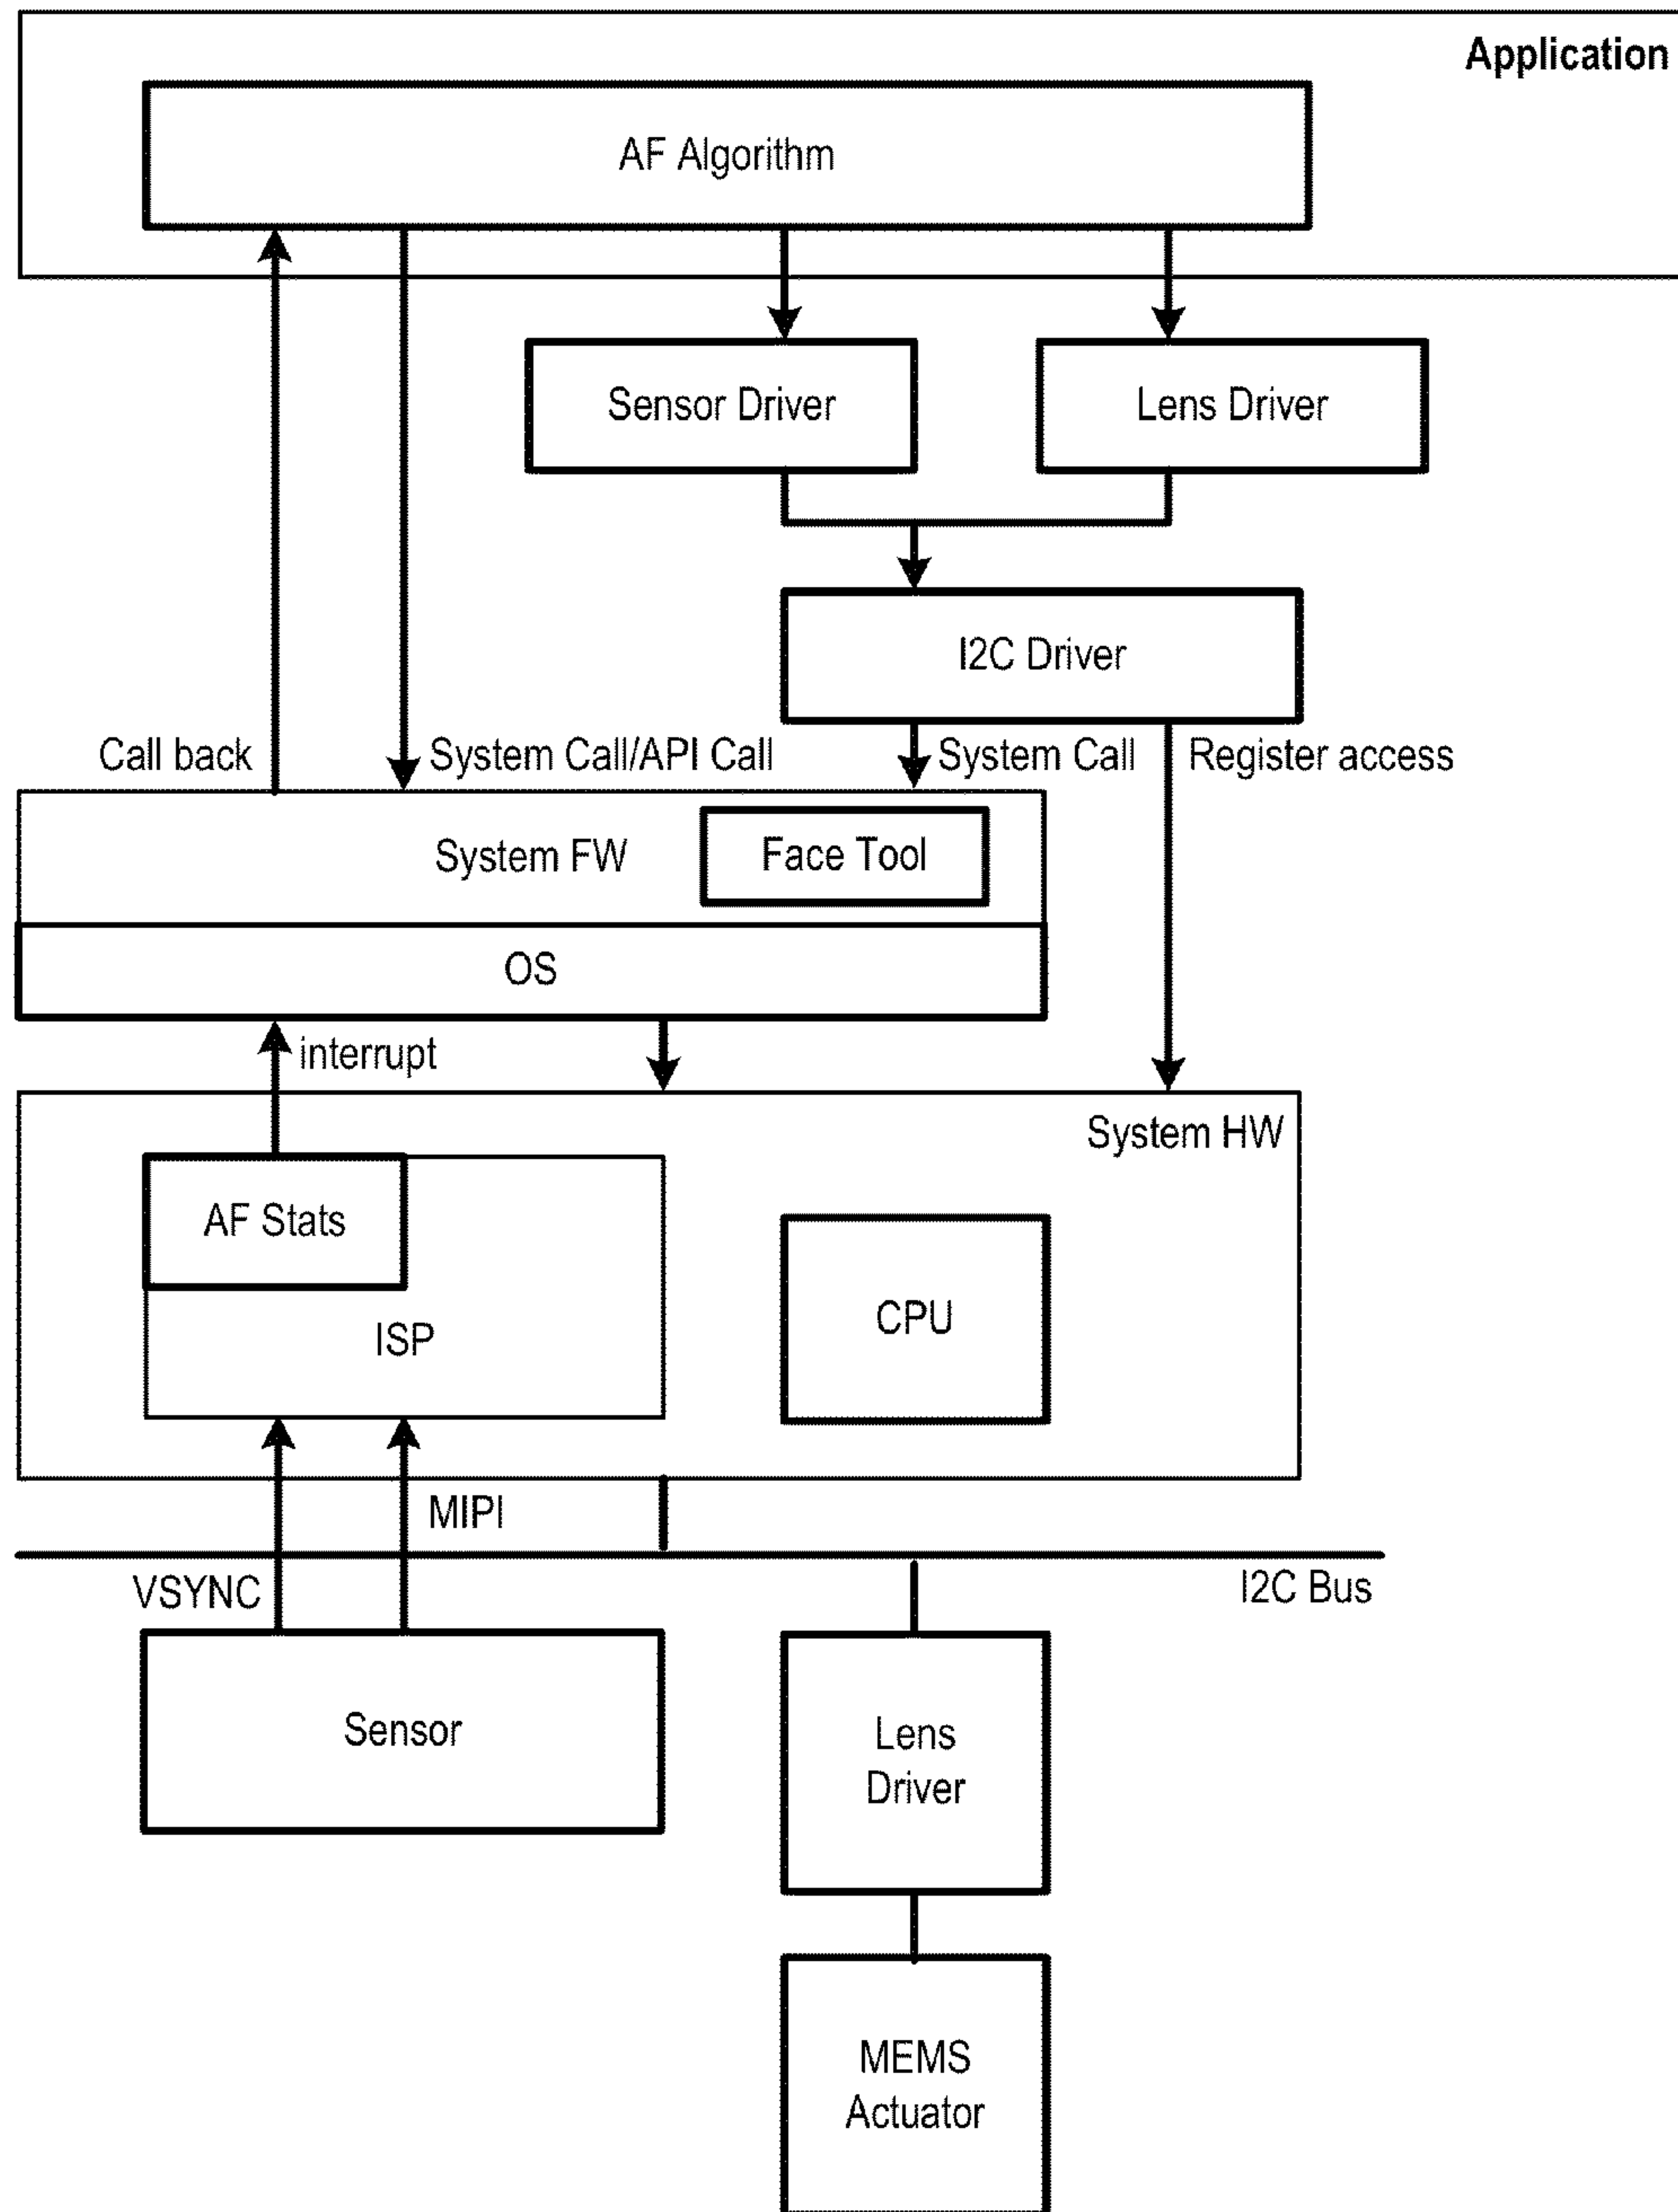 Application
AF Algorithm
Sensor Driver
Lens Driver
I2C Driver
Call back
System Call/API Call
System Call
Register access
System FW
Face Tool
OS
interrupt
System HW
AF Stats
ISP
CPU
MIPI
VSYNC
I2C Bus
Sensor
Lens
Driver
MEMS
Actuator